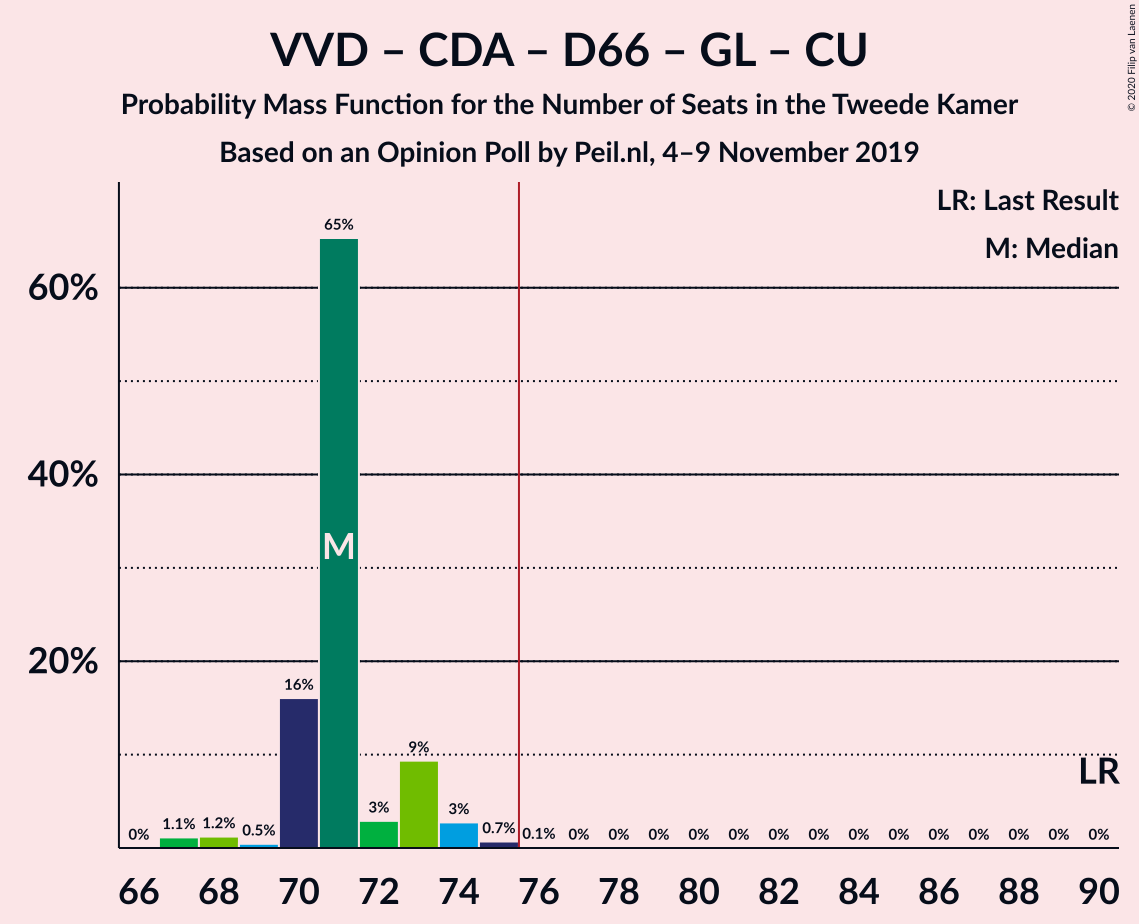 VVD – CDA – D66 – GL – CU
Probability Mass Function for the Number of Seats in the Tweede Kamer
Based on an Opinion Poll by Peil.nl, 4–9 November 2019
© 2020 Filip van Laenen
LR: Last Result
M: Median
60%
40%
20%
0% 1.1% 1.2% 0.5% 16% 65% 3% 9% 3% 0.7% 0.1% 0% 0% 0% 0% 0% 0% 0% 0% 0% 0% 0% 0% 0% 0%
M
LR
66 68 70 72 74 76 78 80 82 84 86 88 90